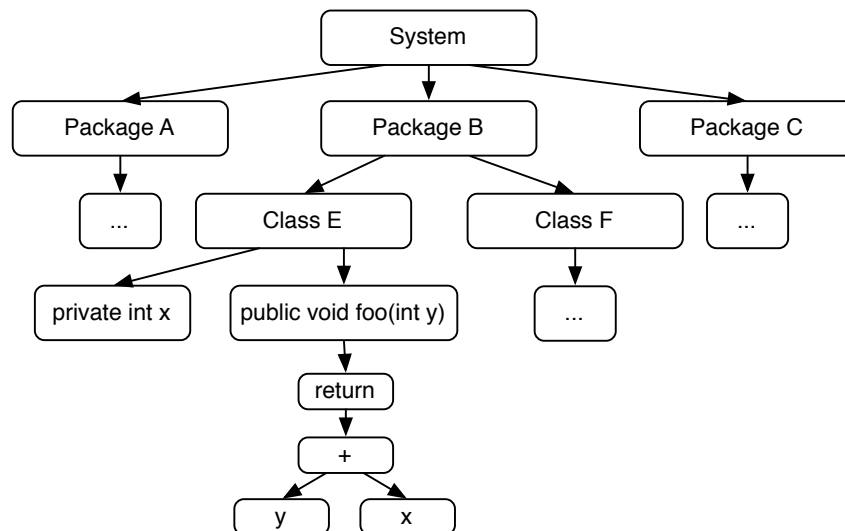 System
Package A
Package B
Package C
...
Class E
Class F
...
private int x
public void foo(int y)
...
return
+
y
x